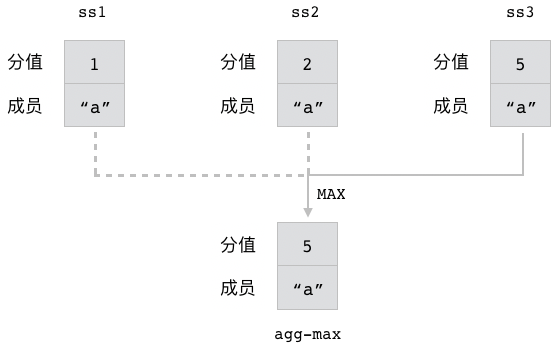 ss1 ss2 ss3
分值 1 分值 2 分值 5
成员 “a” 成员 “a” 成员 “a”
MAX
分值 5
成员 “a”
agg-max